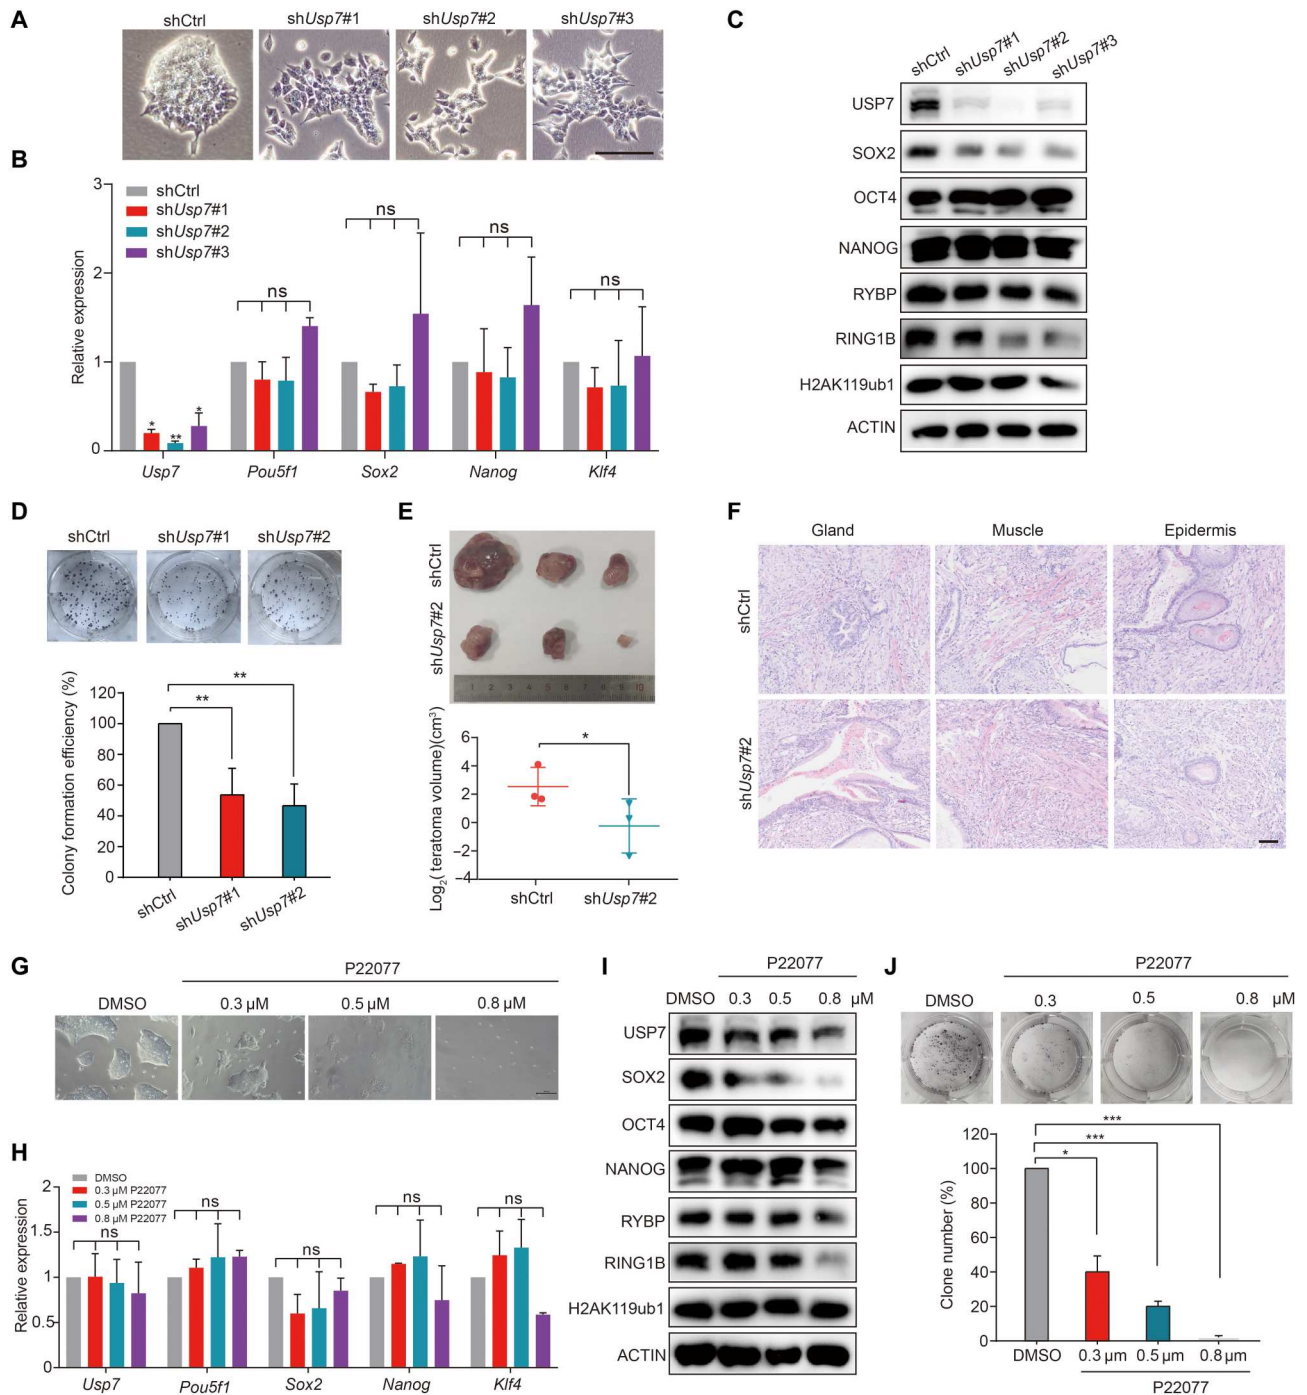 A
shCtrl
shUsp7#1
shUsp7#2
shUsp7#3
B
3
2
1
0
Relative expression
shCtrl
shUsp7#1
shUsp7#2
shUsp7#3
* ** *
ns
ns
ns
ns
Usp7
Pou5f1
Sox2
Nanog
Klf4
C
shCtrl
shUsp7#1
shUsp7#2
shUsp7#3
USP7
SOX2
OCT4
NANOG
RYBP
RING1B
H2AK119ub1
ACTIN
D
shCtrl
shUsp7#1
shUsp7#2
Colony formation efficiency (%)
120
100
80
60
40
20
0
**
**
shCtrl
shUsp7#1
shUsp7#2
E
shCtrl
shUsp7#2
1 2 3 4 5 6 7 8 9 10
Log2( teratoma volume)(cm3)
6
4
2
0
−2
−4
*
shCtrl
shUsp7#2
F
Gland
Muscle
Epidermis
shCtrl
shUsp7#2
G
P22077
DMSO
0.3 µM
0.5 µM
0.8 µM
H
Relative expression
2
1.5
1
0.5
0
DMSO
0.3 µM P22077
0.5 µM P22077
0.8 µM P22077
ns
ns
ns
ns
ns
Usp7
Pou5f1
Sox2
Nanog
Klf4
I
P22077
DMSO 0.3 0.5 0.8 µM
USP7
SOX2
OCT4
NANOG
RYBP
RING1B
H2AK119ub1
ACTIN
J
P22077
DMSO 0.3 0.5 0.8 µM
Clone number (%)
120
100
80
60
40
20
0
***
***
*
DMSO
0.3 µm
0.5 µm
0.8 µm
P22077